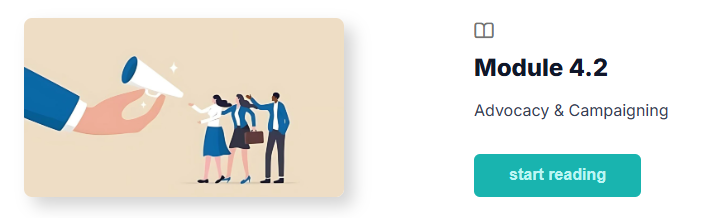 Module 4.2
Advocacy & Campaigning
start reading